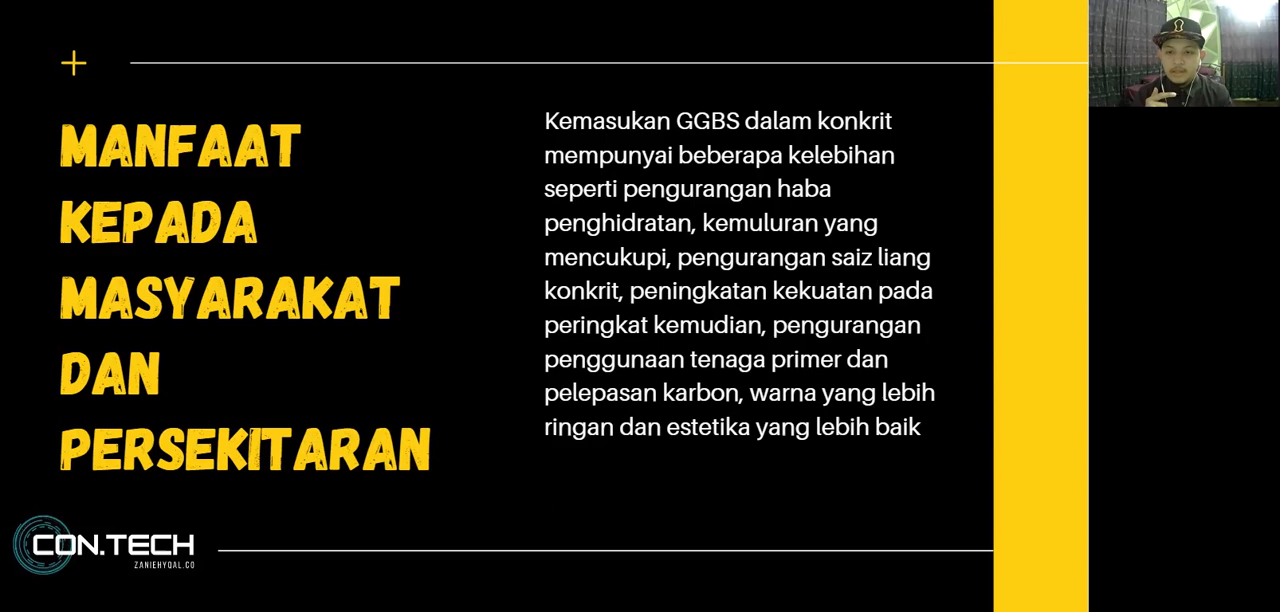 MANFAAT
KEPADA
MASYARAKAT
DAN
PERSEKITARAN
Kemasukan GGBS dalam konkrit
mempunyai beberapa kelebihan
seperti pengurangan haba
penghidratan, kemuluran yang
mencukupi, pengurangan saiz liang
konkrit, peningkatan kekuatan pada
peringkat kemudian, pengurangan
penggunaan tenaga primer dan
pelepasan karbon, warna yang lebih
ringan dan estetika yang lebih baik
CON.TECH
ZANIEHYQAL.CO